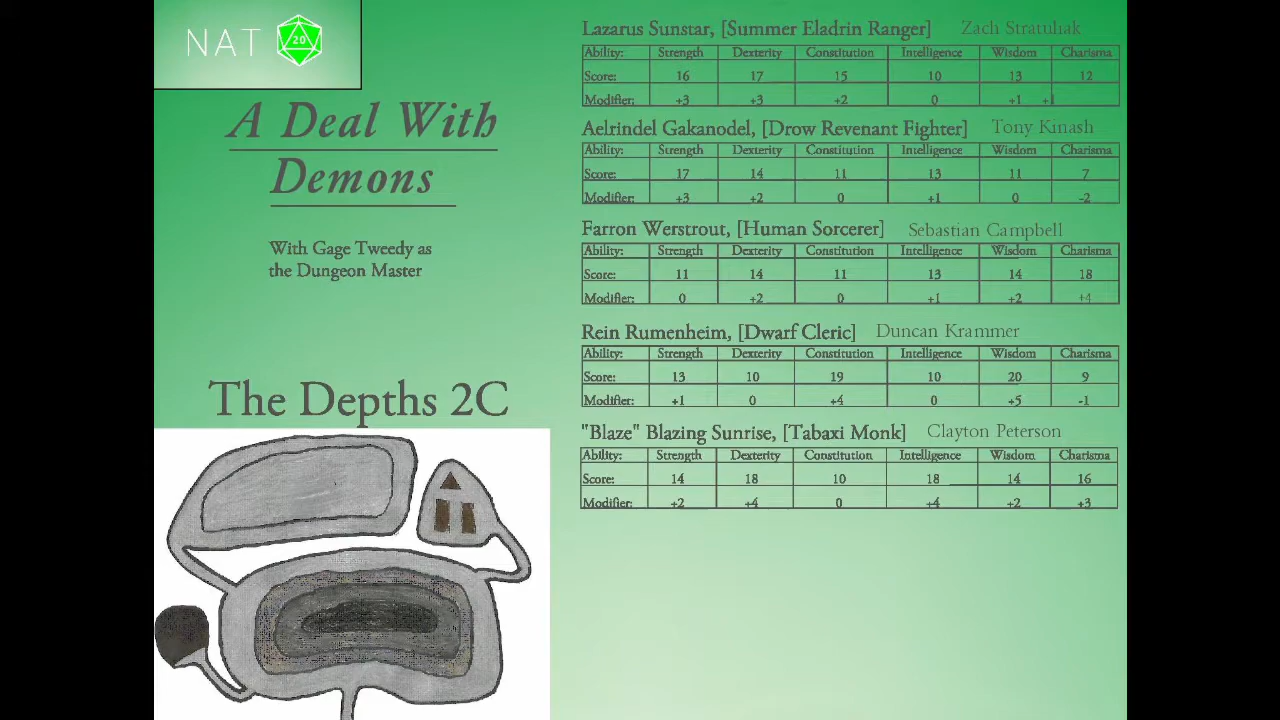 NAT 20
A Deal With
Demons
With Gage Tweedy as
the Dungeon Master
The Depths 2C
Lazarus Sunstar, [Summer Eladrin Ranger] Zach Stratuliak
Ability: Strength Dexterity Constitution Intelligence Wisdom Charisma
Score: 16 17 15 10 13 12
Modifier: +3 +3 +2 0 +1 +1
Aelrindel Gakanodel, [Drow Revenant Fighter] Tony Kinash
Ability: Strength Dexterity Constitution Intelligence Wisdom Charisma
Score: 17 14 11 13 11 7
Modifier: +3 +2 0 +1 0 -2
Farron Werstrout, [Human Sorcerer] Sebastian Campbell
Ability: Strength Dexterity Constitution Intelligence Wisdom Charisma
Score: 11 14 11 13 14 18
Modifier: 0 +2 0 +1 +2 +4
Rein Rumenheim, [Dwarf Cleric] Duncan Krammer
Ability: Strength Dexterity Constitution Intelligence Wisdom Charisma
Score: 13 10 19 10 20 9
Modifier: +1 0 +4 0 +5 -1
"Blaze" Blazing Sunrise, [Tabaxi Monk] Clayton Peterson
Ability: Strength Dexterity Constitution Intelligence Wisdom Charisma
Score: 14 18 10 18 14 16
Modifier: +2 +4 0 +4 +2 +3